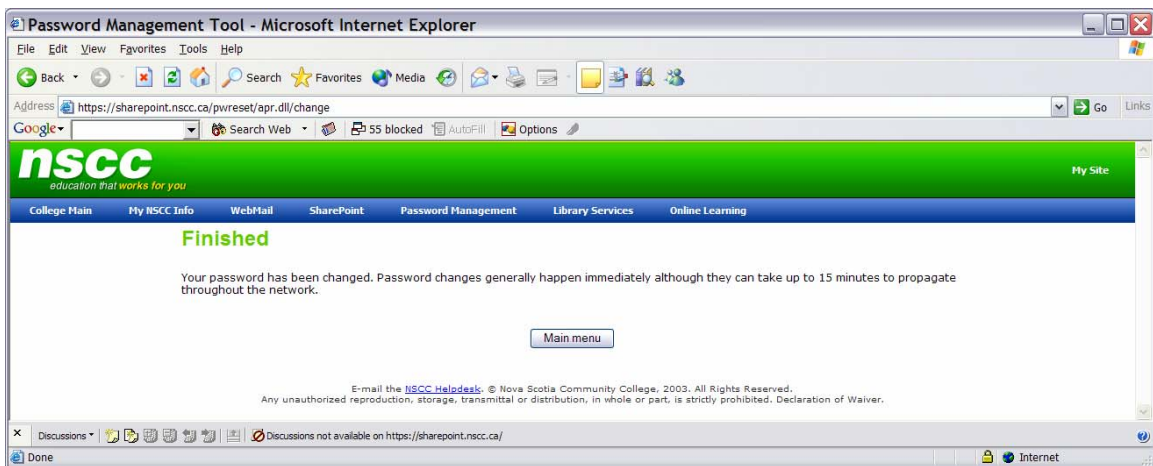 Password Management Tool - Microsoft Internet Explorer
File Edit View Favorites Tools Help
Back Search Favorites Media
Address https://sharepoint.nscc.ca/pwreset/apr.dll/change Go Links
Google Search Web 55 blocked AutoFill Options
nscc
education that works for you
My Site
College Main My NSCC Info WebMail SharePoint Password Management Library Services Online Learning
Finished
Your password has been changed. Password changes generally happen immediately although they can take up to 15 minutes to propagate
throughout the network.
Main menu
E-mail the NSCC Helpdesk. © Nova Scotia Community College, 2003. All Rights Reserved.
Any unauthorized reproduction, storage, transmittal or distribution, in whole or part, is strictly prohibited. Declaration of Waiver.
Discussions Discussions not available on https://sharepoint.nscc.ca/
Done Internet